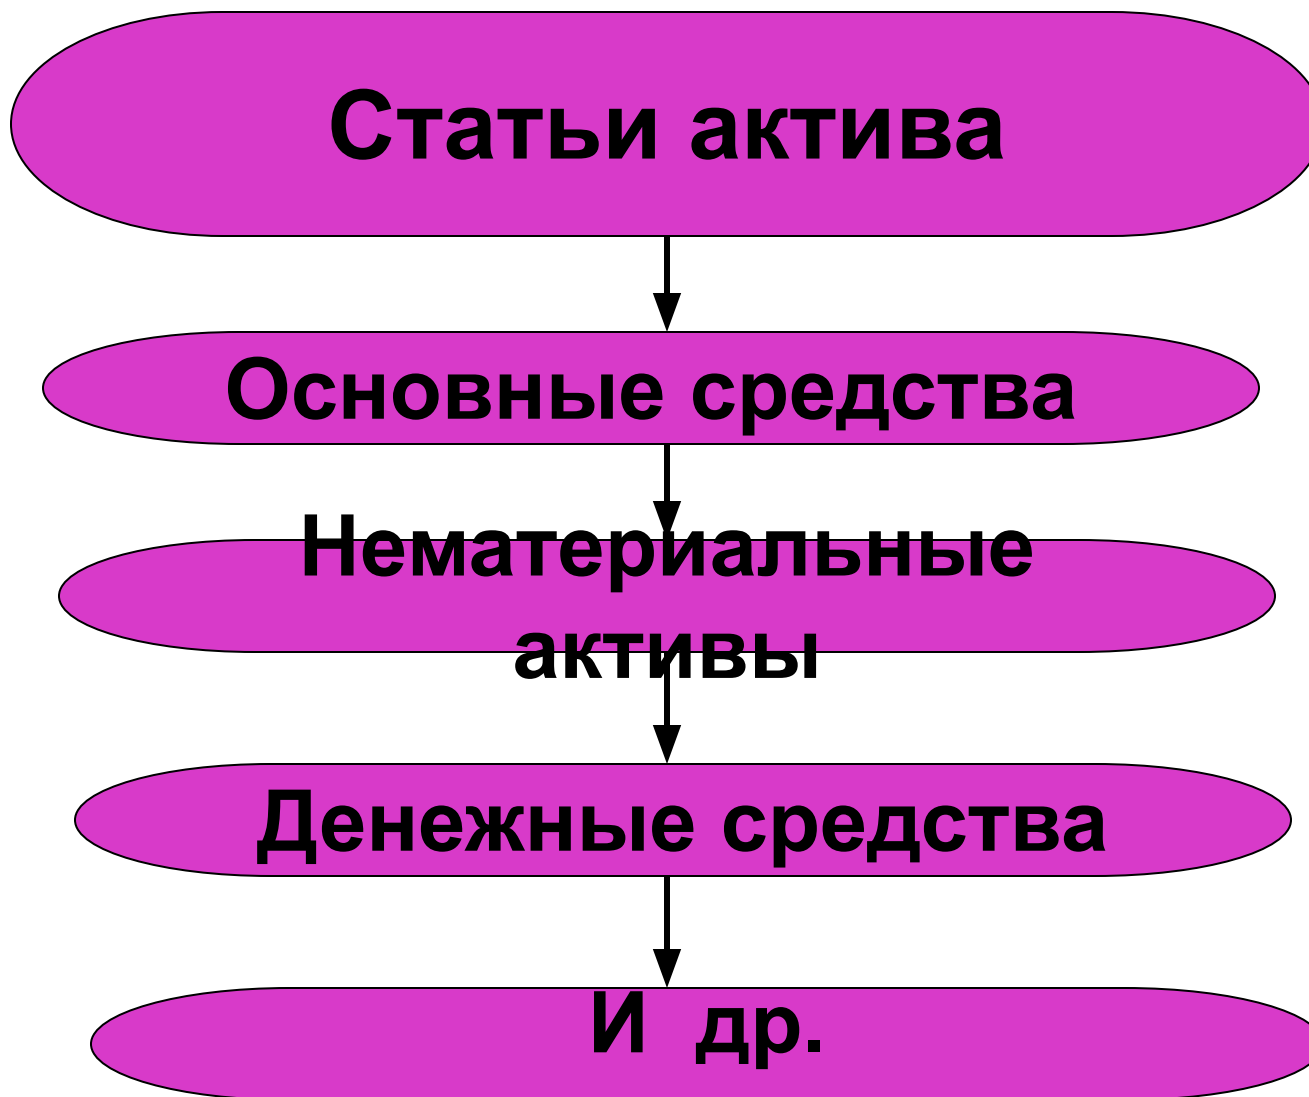 Статьи актива
Основные средства
Нематериальные
активы
Денежные средства
И др.